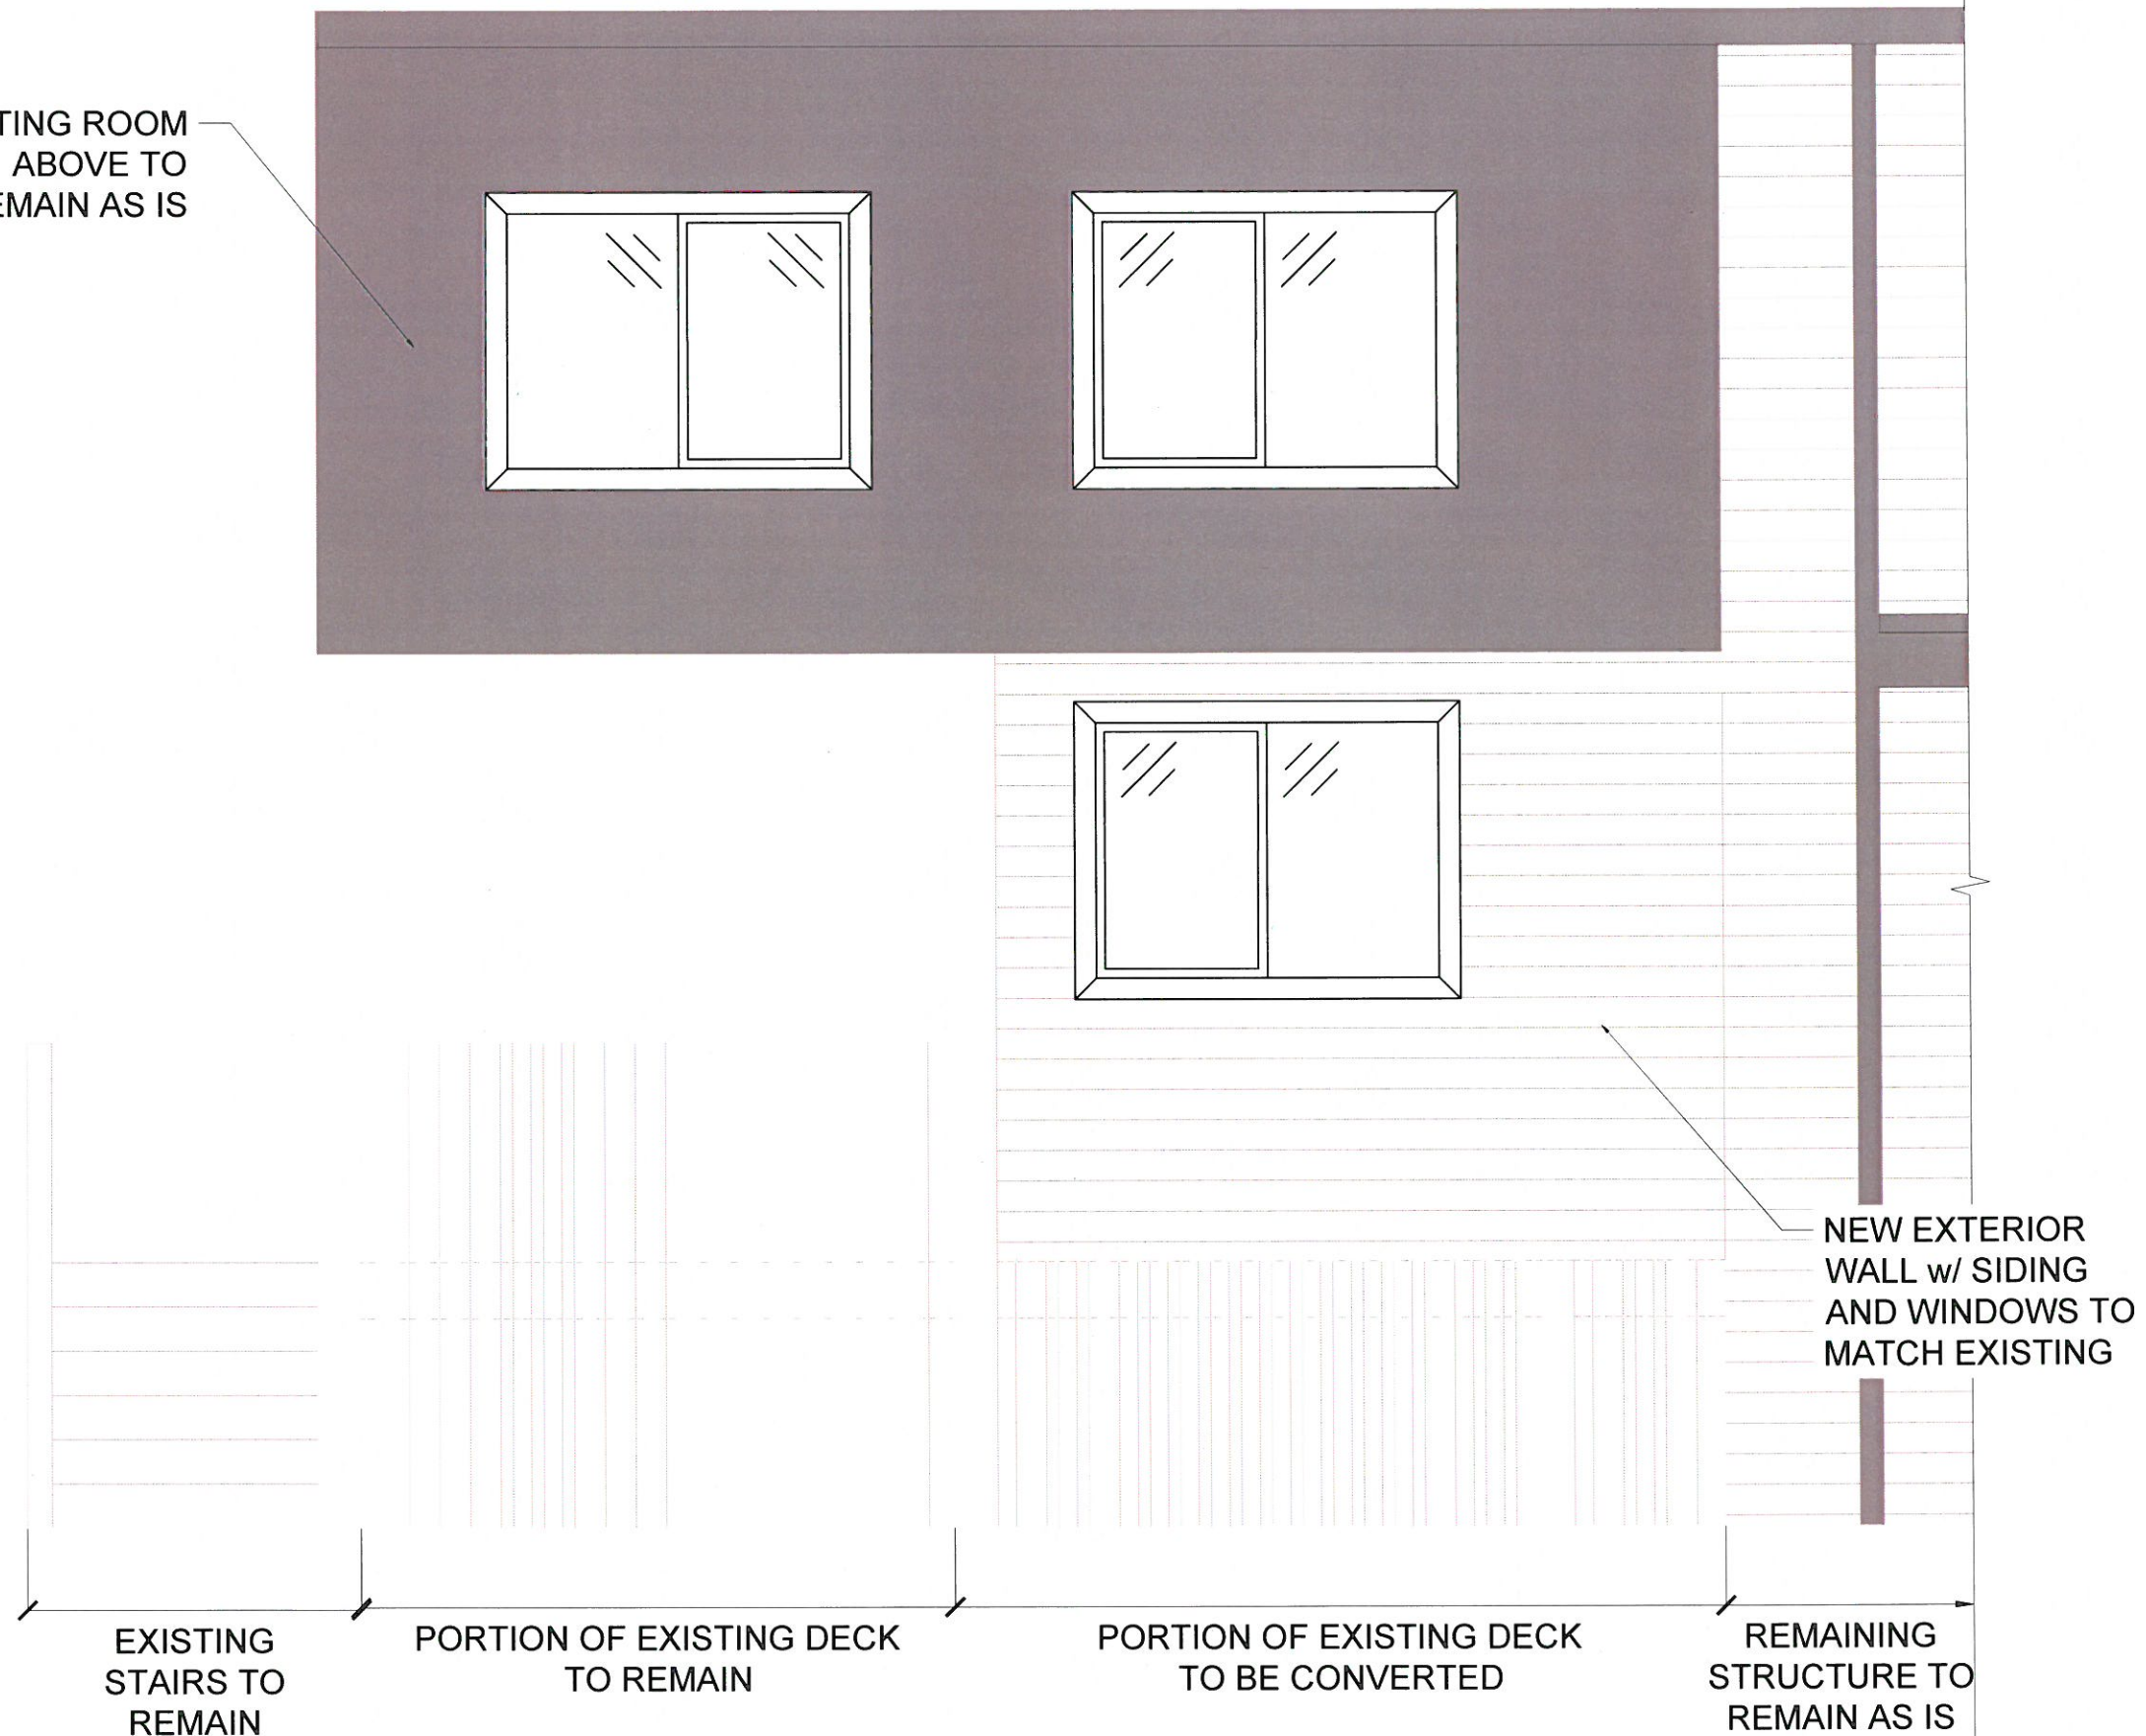 TING ROOM
ABOVE TO
EMAIN AS IS
NEW EXTERIOR
WALL w/ SIDING
AND WINDOWS TO
MATCH EXISTING
EXISTING
STAIRS TO
REMAIN
PORTION OF EXISTING DECK
TO REMAIN
PORTION OF EXISTING DECK
TO BE CONVERTED
REMAINING
STRUCTURE TO
REMAIN AS IS